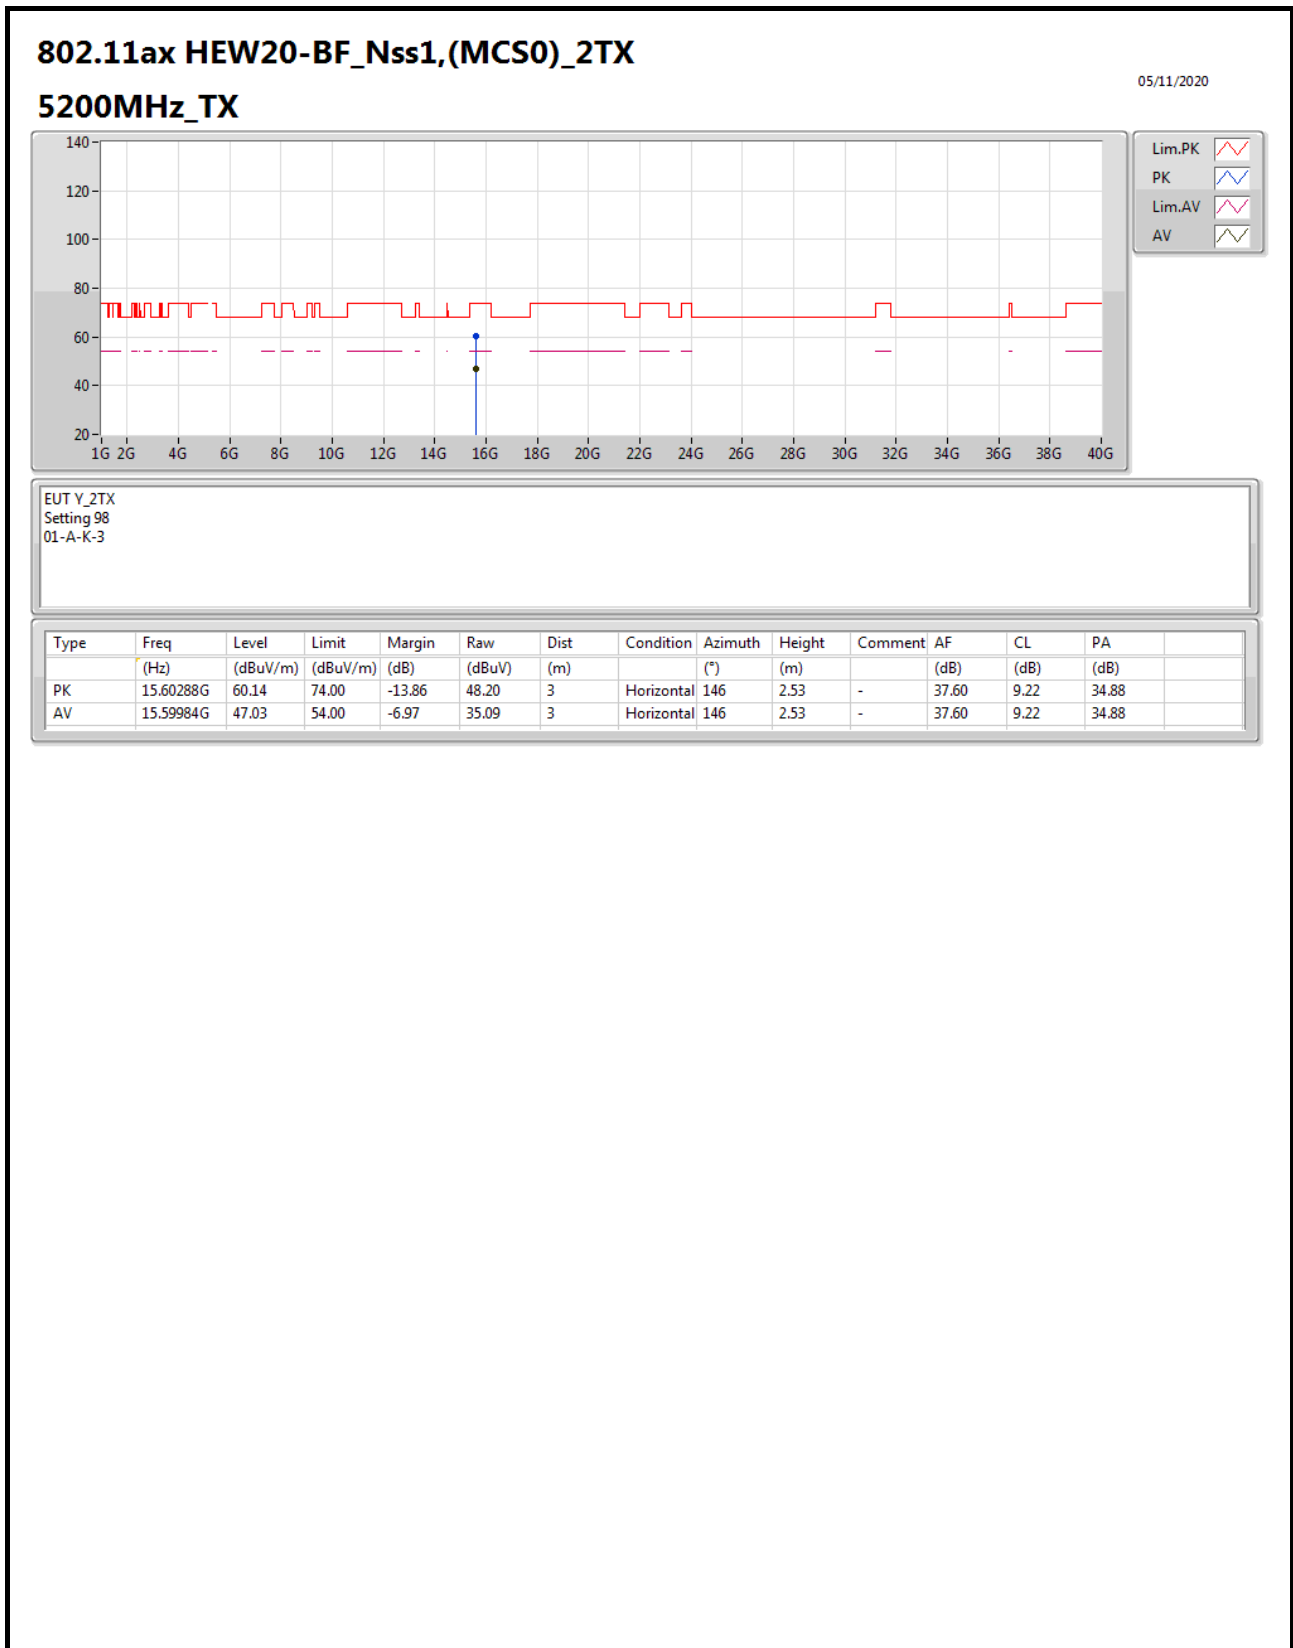 802.11ax HEW20-BF_Nss1,(MCS0)_2TX
05/11/2020
5200MHz_TX
140
120
100
80
60
40
20
1G 2G 4G 6G 8G 10G 12G 14G 16G 18G 20G 22G 24G 26G 28G 30G 32G 34G 36G 38G 40G
Lim.PK
PK
Lim.AV
AV
EUT Y_2TX
Setting 98
01-A-K-3
Type Freq Level Limit Margin Raw Dist Condition Azimuth Height Comment AF CL PA
(Hz) (dBuV/m) (dBuV/m) (dB) (dBuV) (m) (°) (m) (dB) (dB) (dB)
PK 15.60288G 60.14 74.00 -13.86 48.20 3 Horizontal 146 2.53 - 37.60 9.22 34.88
AV 15.59984G 47.03 54.00 -6.97 35.09 3 Horizontal 146 2.53 - 37.60 9.22 34.88